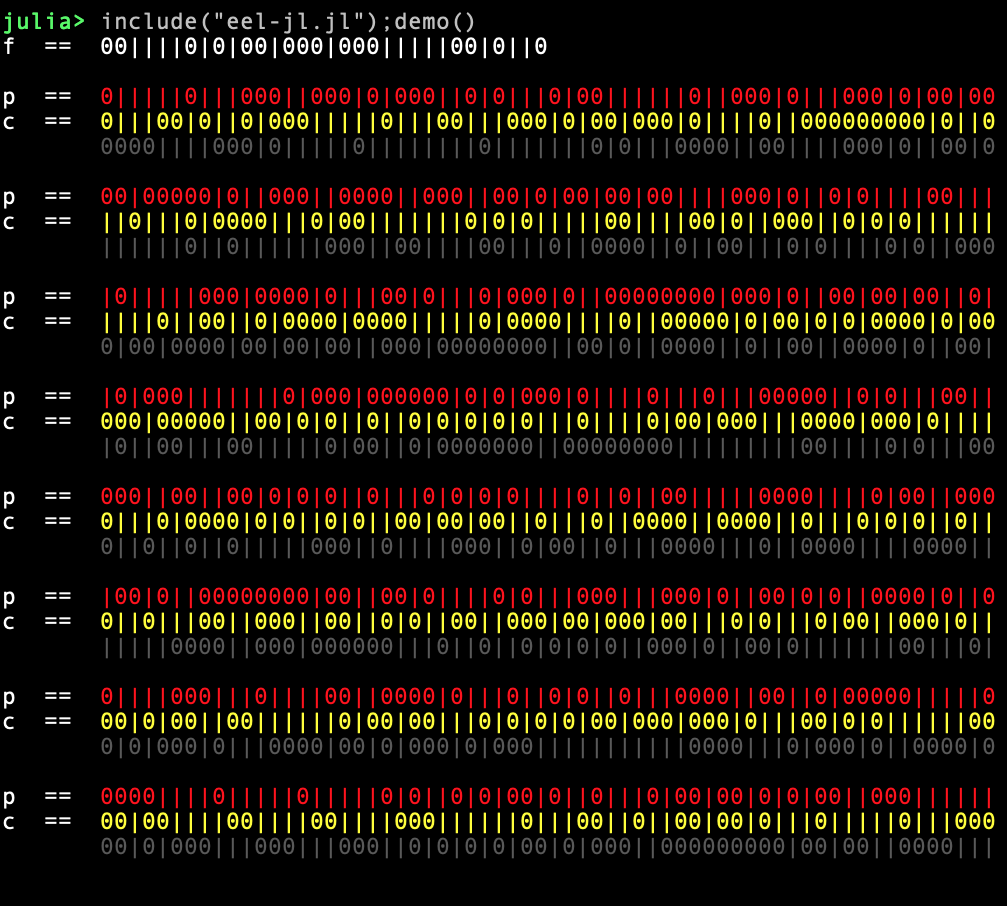 julia> include("eel-jl.jl");demo()
f  ==  00||||0|0|00|000|000|||||00|0||0
p  ==  0|||||0|||000||000|0|000||0|0|||0|00||||||0||000|0|||000|0|00|00
c  ==  0|||00|0||0|000|||||0|||00|||000|0|00|000|0||||0||000000000|0||0
0000||||000|0|||||0||||||||0|||||||0|0|||0000||00||||000|0||00|0
p  ==  00|00000|0||000||0000||000||00|0|00|00|00||||000|0||0|0||||00|||
c  ==  ||0|||0|0000|||0|00|||||||0|0|0|||||00||||00|0||000||0|0|0||||||
||||||0||0||||||000||00||||00|||0||0000||0||00|||0|0||||0|0||000
p  ==  |0|||||000|0000|0|||00|0|||0|000|0||00000000|000|0||00|00|00||0|
c  ==  ||||0||00||0|0000|0000|||||0|0000||||0||00000|0|00|0|0|0000|0|00
0|00|0000|00|00|00||000|00000000||00|0||0000||0||00||0000|0||00|
p  ==  |0|000|||||||0|000|000000|0|0|000|0||||0|||0|||00000||0|0|||00||
c  ==  000|00000||00|0|0||0||0|0|0|0|0|||0||||0|00|000|||0000|000|0||||
|0||00|||00||||0||00||0|0000000||00000000|||||||||00||||0|0|||00
p  ==  000||00||00|0|0|0||0|||0|0|0|0||||0||0||00|||||0000||||0|00||000
c  ==  0|||0|0000|0|0||0|0||00|00|00||0|||0||0000||0000||0|||0|0|0||0||
0||0||0||0|||||000||0||||000||0|00||0|||0000|||0||0000||||0000||
p  ==  |00|0||00000000|00||00|0||||0|0|||000|||000|0||00|0|0||0000|0||0
c  ==  0||0|||00||000||00||0|0||00||000|00|000|00|||0|0|||0|00||000|0||
|||||0000||000|000000|||0||0||0|0|0|0||000|0||00|0|||||||00|||0|
p  ==  0||||000|||0||||00||0000|0|||0||0|0||0|||0000||00||0|00000|||||0
c  ==  00|0|00||00||||||0|00|00|||0|0|0|0|00|000|000|0|||00|0|0||||||00
0|0|000|0|||0000|00|0|000|0|000|||||||||||0000|||0|000|0||0000|0
p  ==  0000||||0|||||0|||||0|0||0|0|00|0||0|||0|00|00|0|00||00|000||||||
c  ==  00|00||||00||||00||||000||||||0|||00||0||00|00|0|||0|||||0|||000
00|0|000|||000|||000||0|0|0|0|00|0|000||000000000|00|00||0000|||